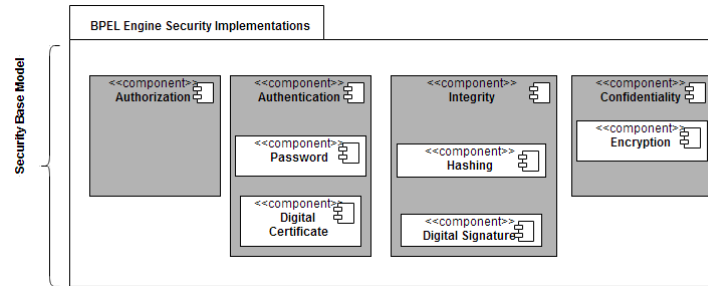 BPEL Engine Security Implementations
Security Base Model
<<component>>
Authorization
<<component>>
Authentication
<<component>>
Password
<<component>>
Digital
Certificate
<<component>>
Integrity
<<component>>
Hashing
<<component>>
Digital Signature
<<component>>
Confidentiality
<<component>>
Encryption